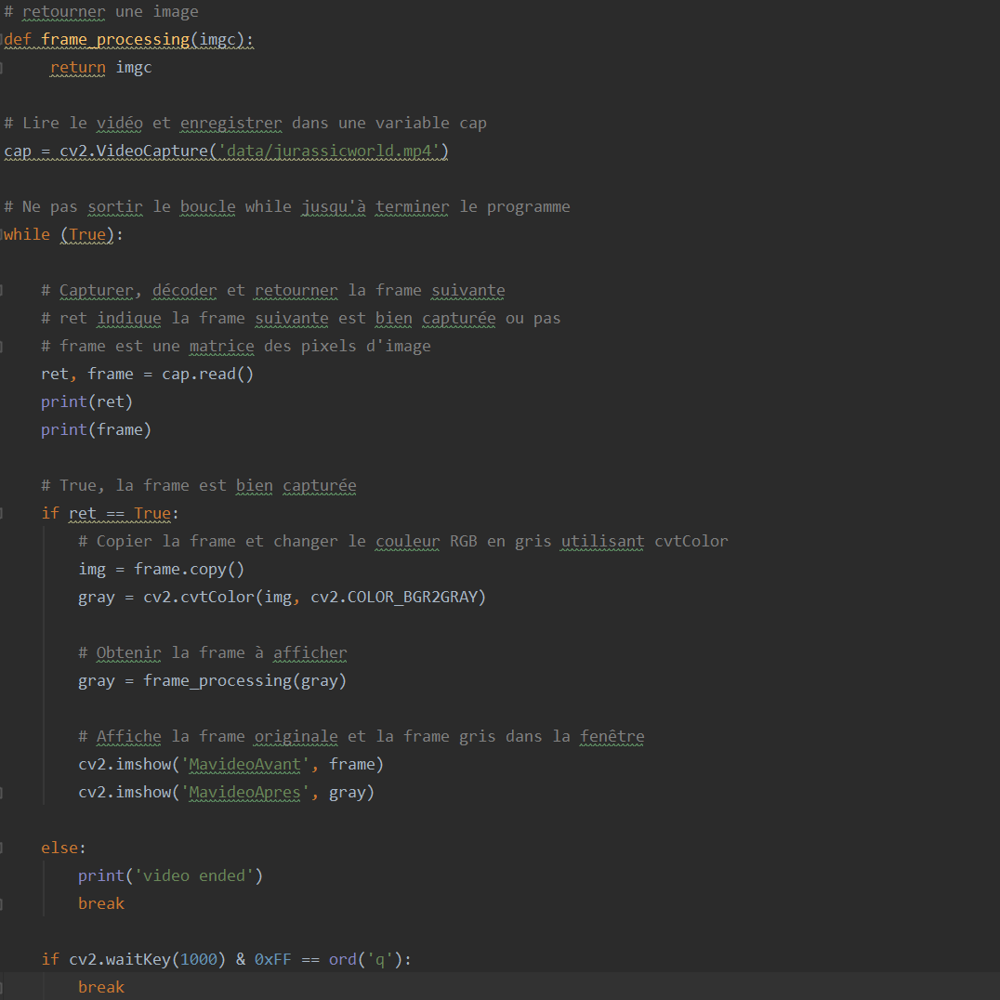 # retourner une image
def frame_processing(imgc):
     return imgc
# Lire le vidéo et enregistrer dans une variable cap
cap = cv2.VideoCapture('data/jurassicworld.mp4')
# Ne pas sortir le boucle while jusqu'à terminer le programme
while (True):
    # Capturer, décoder et retourner la frame suivante
    # ret indique la frame suivante est bien capturée ou pas
    # frame est une matrice des pixels d'image
    ret, frame = cap.read()
    print(ret)
    print(frame)
    # True, la frame est bien capturée
    if ret == True:
        # Copier la frame et changer le couleur RGB en gris utilisant cvtColor
        img = frame.copy()
        gray = cv2.cvtColor(img, cv2.COLOR_BGR2GRAY)
        # Obtenir la frame à afficher
        gray = frame_processing(gray)
        # Affiche la frame originale et la frame gris dans la fenêtre
        cv2.imshow('MavideoAvant', frame)
        cv2.imshow('MavideoApres', gray)
    else:
        print('video ended')
        break
    if cv2.waitKey(1000) & 0xFF == ord('q'):
        break